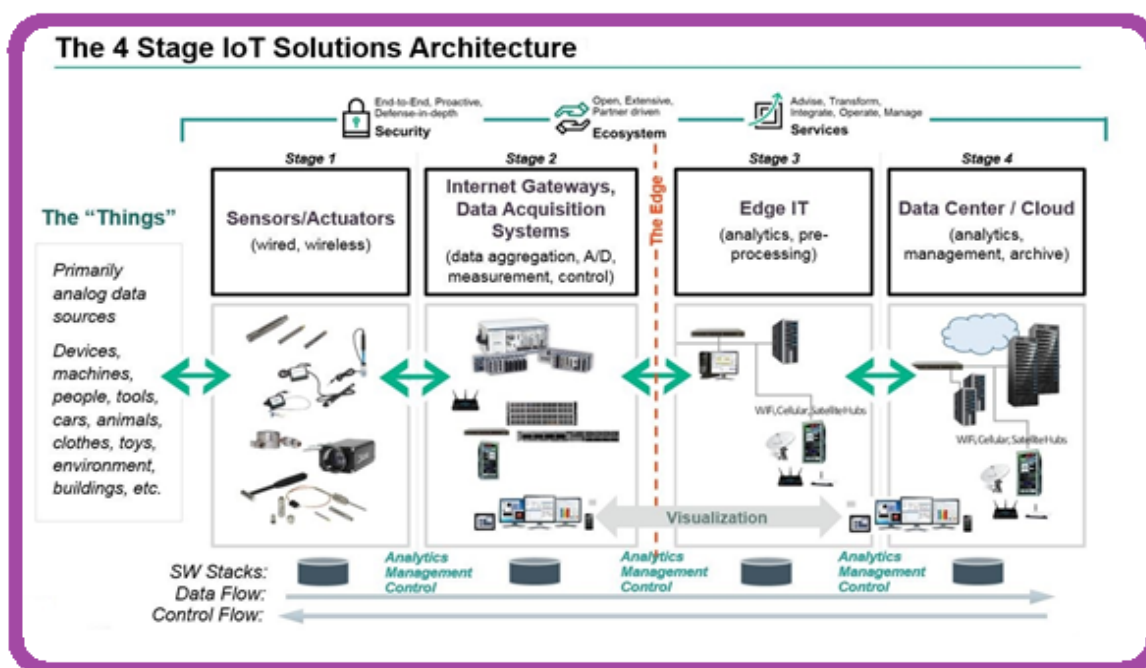 The 4 Stage IoT Solutions Architecture
End-to-End, Proactive,
Defense-in-depth
Security
Open, Extensive,
Partner driven
Ecosystem
Advise, Transform,
Integrate, Operate, Manage
Services
Stage 1
Stage 2
Stage 3
Stage 4
The “Things”
Primarily
analog data
sources
Devices,
machines,
people, tools,
cars, animals,
clothes, toys,
environment,
buildings, etc.
Sensors/Actuators
(wired, wireless)
Internet Gateways,
Data Acquisition
Systems
(data aggregation, A/D,
measurement, control)
The Edge
Edge IT
(analytics, pre-
processing)
Data Center / Cloud
(analytics,
management, archive)
WiFi, Cellular, Satellite Hubs
WiFi, Cellular, Satellite Hubs
Visualization
SW Stacks:
Analytics
Management
Control
Analytics
Management
Control
Analytics
Management
Control
Data Flow:
Control Flow: